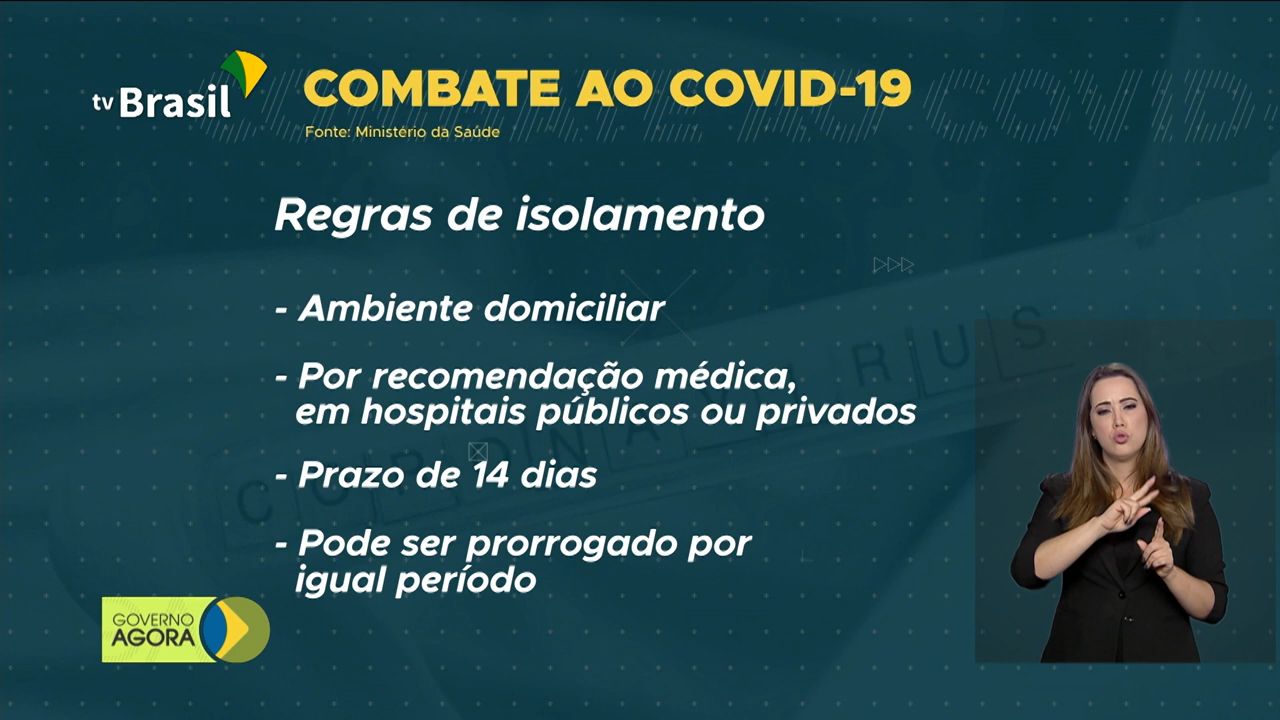 tv Brasil
COMBATE AO COVID-19
Fonte: Ministério da Saúde
Regras de isolamento
- Ambiente domiciliar
- Por recomendação médica,
em hospitais públicos ou privados
- Prazo de 14 dias
- Pode ser prorrogado por
igual período
CORONAVIRUS
GOVERNO
AGORA